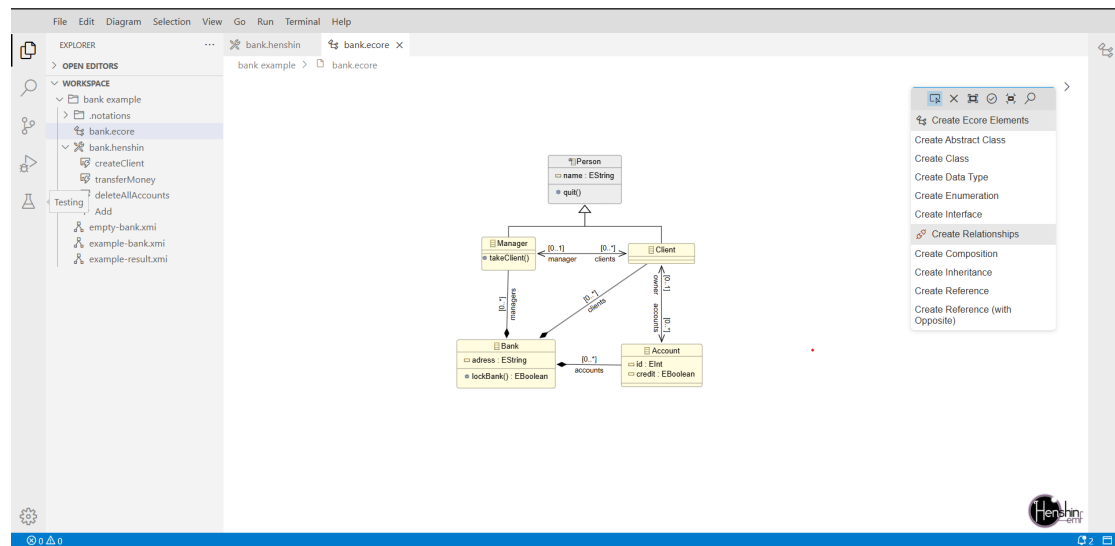 File Edit Diagram Selection View Go Run Terminal Help
EXPLORER ...
OPEN EDITORS
WORKSPACE
bank example
.notations
bank.ecore
bank.henshin
createClient
transferMoney
deleteAllAccounts
Add
empty-bank.xmi
example-bank.xmi
example-result.xmi
Testing
bank.henshin bank.ecore
bank example > bank.ecore
Person
name : EString
quit()
Manager
takeClient()
[0..1] [0..*]
manager clients
Client
[0..*]
managers
[0..*]
clients
[0..1]
owner
[0..*]
accounts
Bank
adress : EString
lockBank() : EBoolean
[0..*]
accounts
Account
id : EInt
credit : EBoolean
Create Ecore Elements
Create Abstract Class
Create Class
Create Data Type
Create Enumeration
Create Interface
Create Relationships
Create Composition
Create Inheritance
Create Reference
Create Reference (with
Opposite)
Henshin
emf
0 0 2